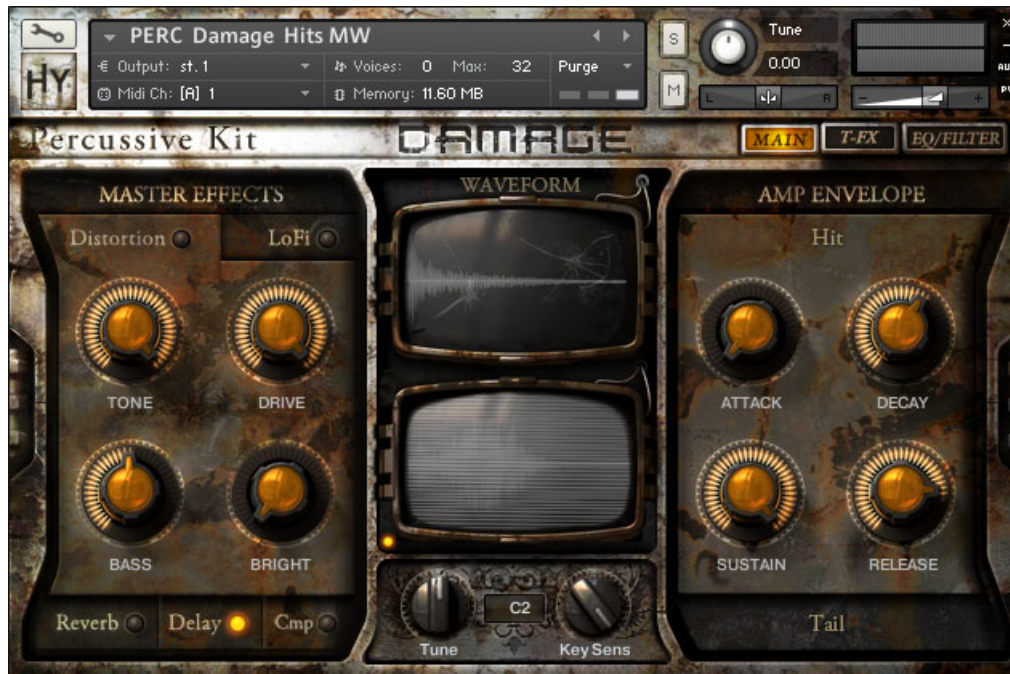 PERC Damage Hits MW
S
Tune
Output: st.1
Voices: 0 Max: 32
Purge
0.00
AU
HY
Midi Ch: [A] 1
Memory: 11.60 MB
M
L
R
PV
Percussive Kit
DAMAGE
MAIN
T-FX
EQ/FILTER
MASTER EFFECTS
WAVEFORM
AMP ENVELOPE
Distortion
LoFi
Hit
TONE
DRIVE
ATTACK
DECAY
BASS
BRIGHT
SUSTAIN
RELEASE
Reverb
Delay
Cmp
C2
Tail
Tune
Key Sens